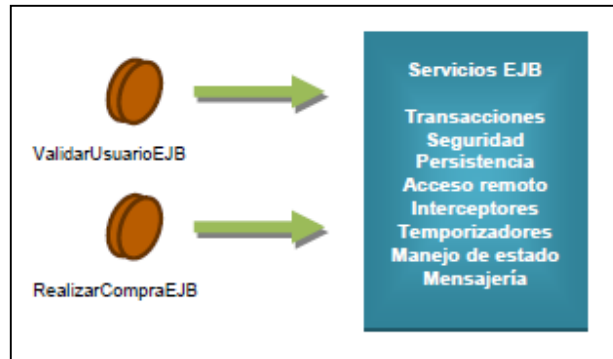 ValidarUsuarioEJB
RealizarCompraEJB
Servicios EJB
Transacciones
Seguridad
Persistencia
Acceso remoto
Interceptores
Temporizadores
Manejo de estado
Mensajería